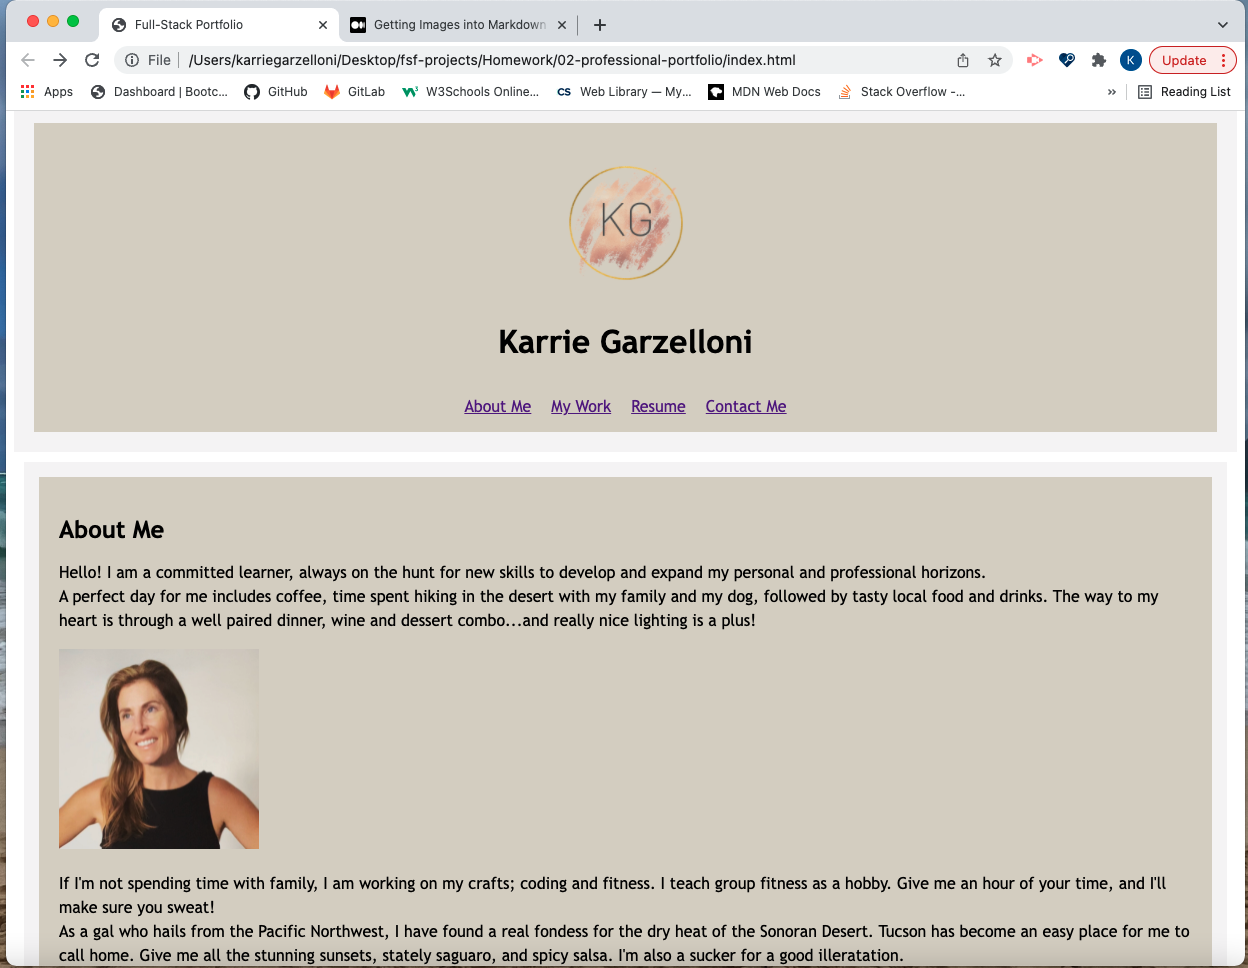 Full-Stack Portfolio
Getting Images into Markdown
File /Users/karriegarzelloni/Desktop/fsf-projects/Homework/02-professional-portfolio/index.html
K
Update
Apps
Dashboard | Bootc...
GitHub
GitLab
W3Schools Online...
CS Web Library — My...
MDN Web Docs
Stack Overflow -...
»
Reading List
KG
Karrie Garzelloni
About Me My Work Resume Contact Me
About Me
Hello! I am a committed learner, always on the hunt for new skills to develop and expand my personal and professional horizons.
A perfect day for me includes coffee, time spent hiking in the desert with my family and my dog, followed by tasty local food and drinks. The way to my
heart is through a well paired dinner, wine and dessert combo...and really nice lighting is a plus!
If I'm not spending time with family, I am working on my crafts; coding and fitness. I teach group fitness as a hobby. Give me an hour of your time, and I'll
make sure you sweat!
As a gal who hails from the Pacific Northwest, I have found a real fondess for the dry heat of the Sonoran Desert. Tucson has become an easy place for me to
call home. Give me all the stunning sunsets, stately saguaro, and spicy salsa. I'm also a sucker for a good illeratation.